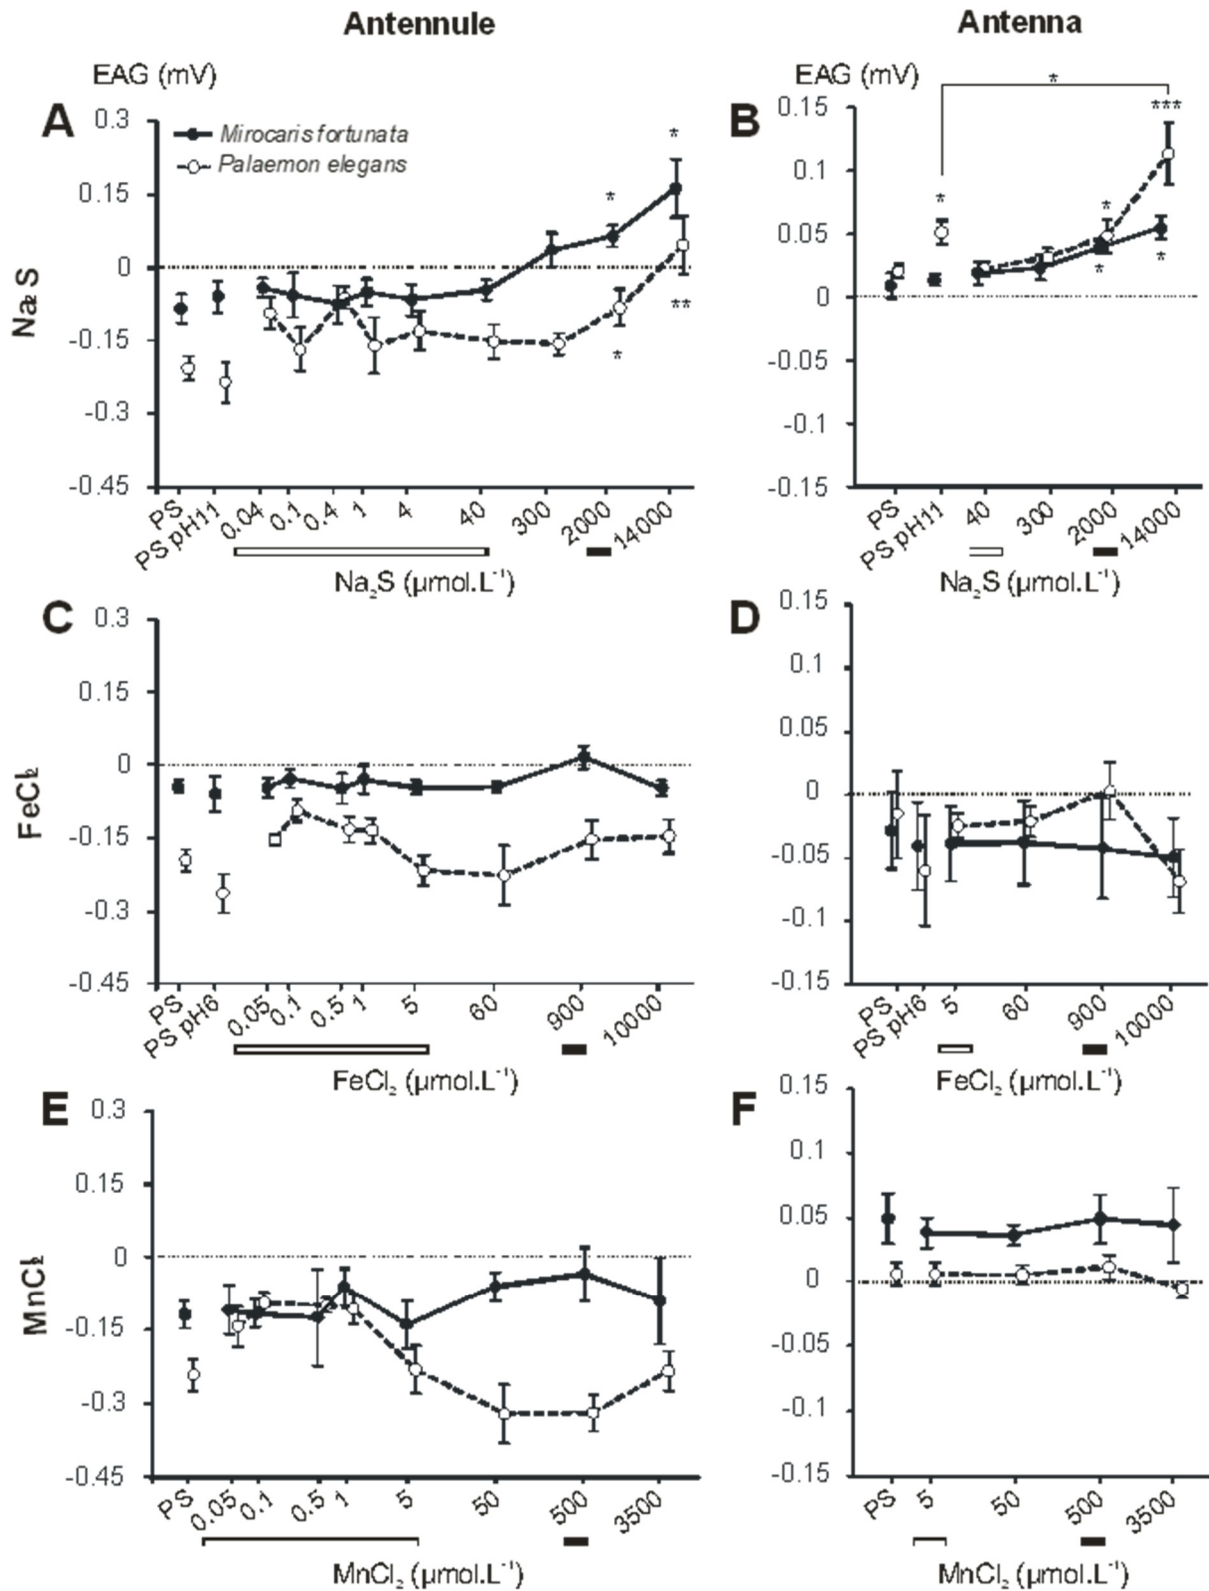 Antennule
Antenna
EAG (mV)
EAG (mV)
A
B
Mirocaris fortunata
Palaemon elegans
Na₂S
0.3
0.15
0
-0.15
-0.3
-0.45
*
*
*
**
PS
PS pH11
0.04
0.1
0.4
1
4
40
300
2000
14000
Na₂S (µmol.L⁻¹)
0.15
0.1
0.05
0
-0.05
-0.1
-0.15
*
***
*
*
*
*
PS
PS pH11
40
300
2000
14000
Na₂S (µmol.L⁻¹)
C
D
FeCl₂
0.3
0.15
0
-0.15
-0.3
-0.45
PS
PS pH6
0.05
0.1
0.5
1
5
60
900
10000
FeCl₂ (µmol.L⁻¹)
0.15
0.1
0.05
0
-0.05
-0.1
-0.15
PS
PS pH6
5
60
900
10000
FeCl₂ (µmol.L⁻¹)
E
F
MnCl₂
0.3
0.15
0
-0.15
-0.3
-0.45
PS
0.05
0.1
0.5
1
5
50
500
3500
MnCl₂ (µmol.L⁻¹)
0.15
0.1
0.05
0
-0.05
-0.1
-0.15
PS
5
50
500
3500
MnCl₂ (µmol.L⁻¹)